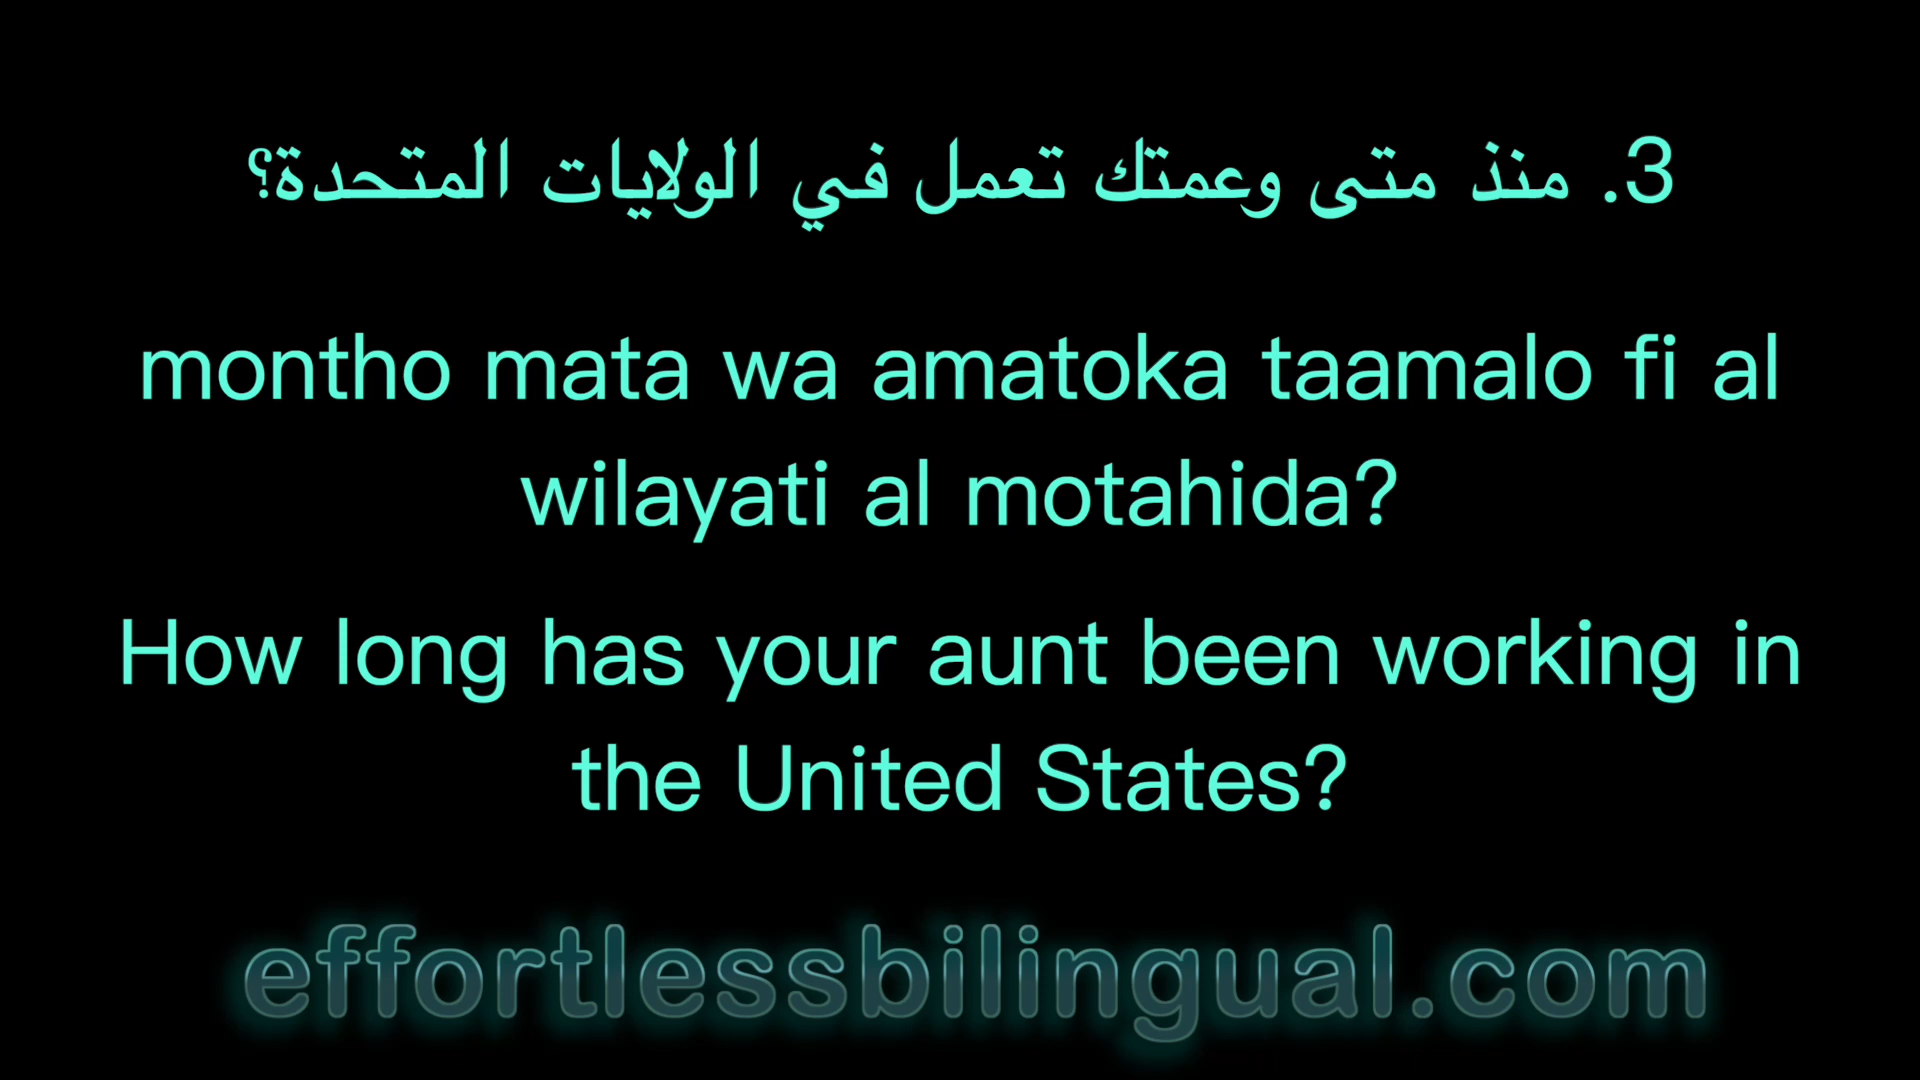 3. منذ متى وعمتك تعمل في الولايات المتحدة؟
montho mata wa amatoka taamalo fi al
wilayati al motahida?
How long has your aunt been working in
the United States?
effortlessbilingual.com